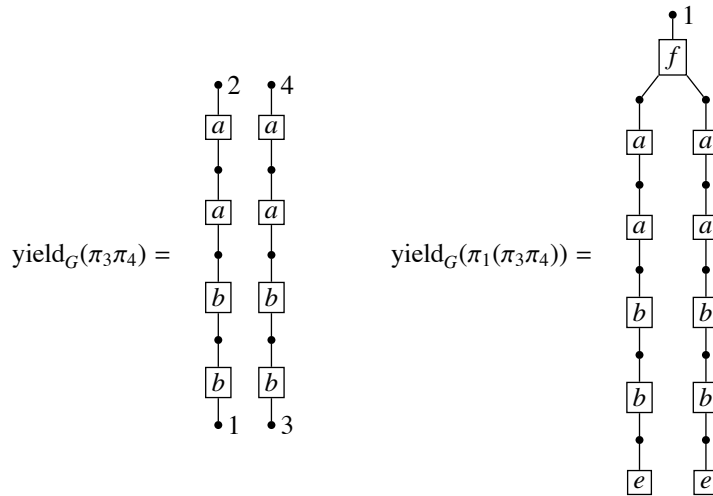 1
f
2 4
a a
a a
a a
a a
yield_G(π_3π_4) = yield_G(π_1(π_3π_4)) =
b b
b b
b b
b b
1 3
e e